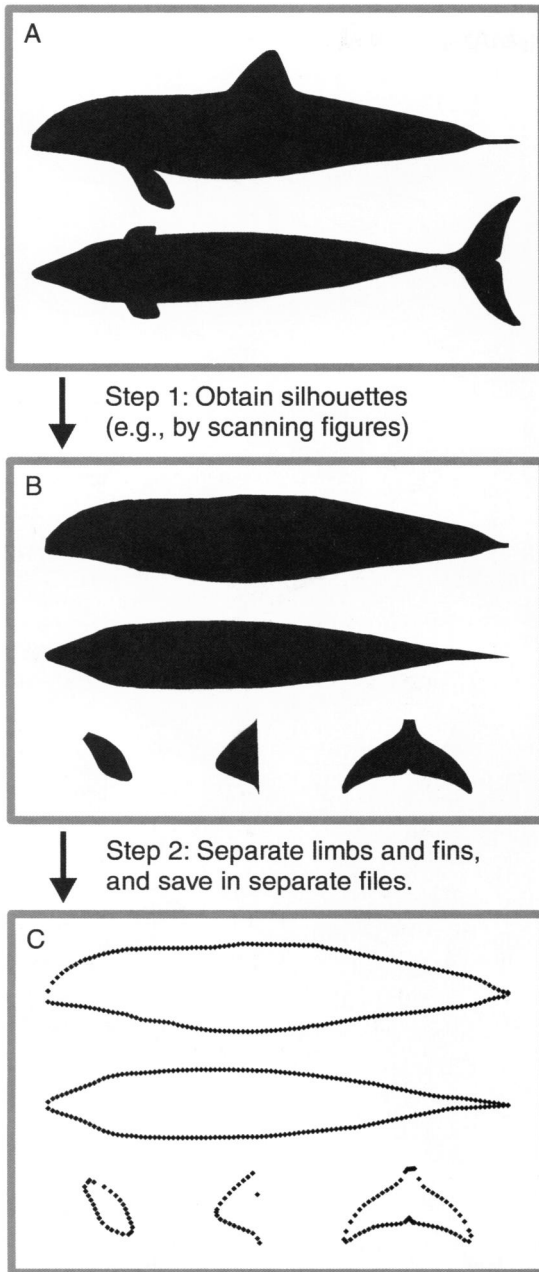 A
Step 1: Obtain silhouettes
(e.g., by scanning figures)
B
Step 2: Separate limbs and fins,
and save in separate files.
C